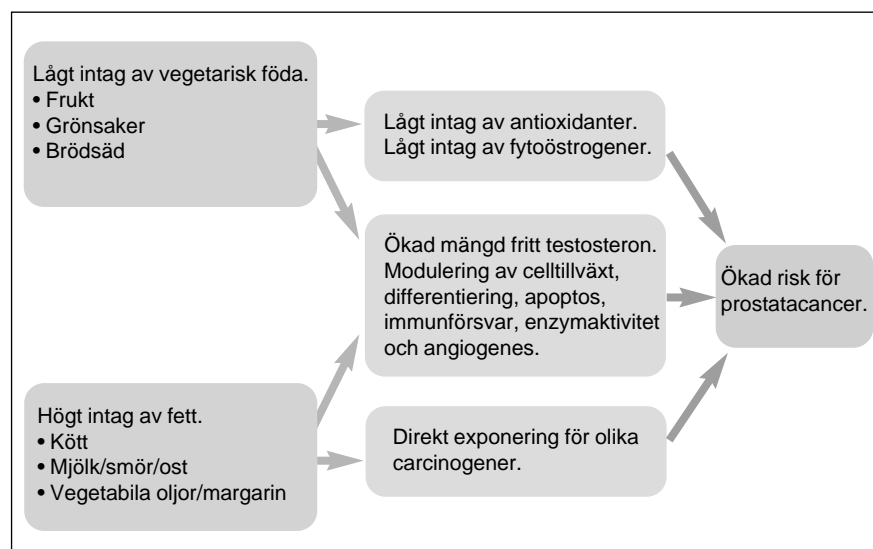 Lågt intag av vegetarisk föda.
• Frukt
• Grönsaker
• Brödsäd
Lågt intag av antioxidanter.
Lågt intag av fytoöstrogener.
Ökad mängd fritt testosteron.
Modulering av celltillväxt,
differentiering, apoptos,
immunförsvar, enzymaktivitet
och angiogenes.
Ökad risk för
prostatacancer.
Högt intag av fett.
• Kött
• Mjölk/smör/ost
• Vegetabila oljor/margarin
Direkt exponering för olika
carcinogener.